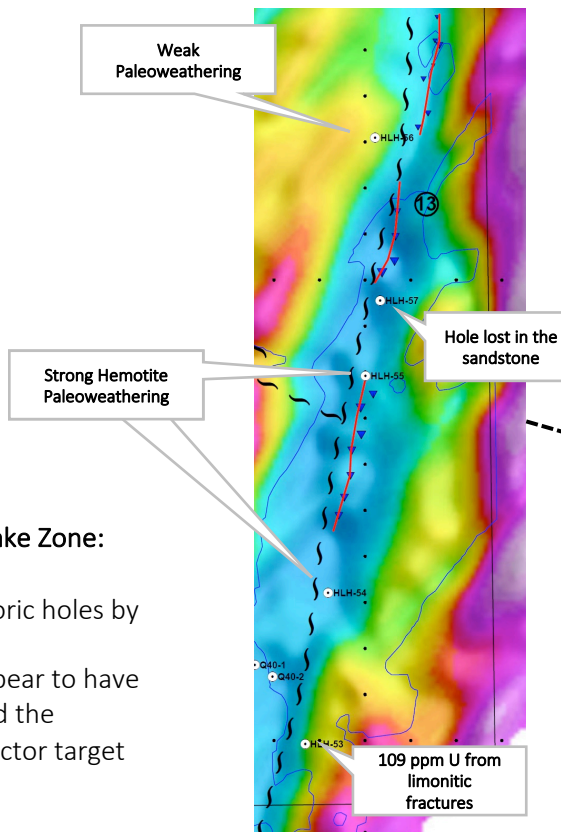 Weak
Paleoweathering
HLH-56
13
HLH-57
Hole lost in the
sandstone
Strong Hemotite
Paleoweathering
HLH-55
ake Zone:
HLH-54
oric holes by
Q40-1
Q40-2
pear to have
d the
ctor target
HLH-53
109 ppm U from
limonitic
fractures